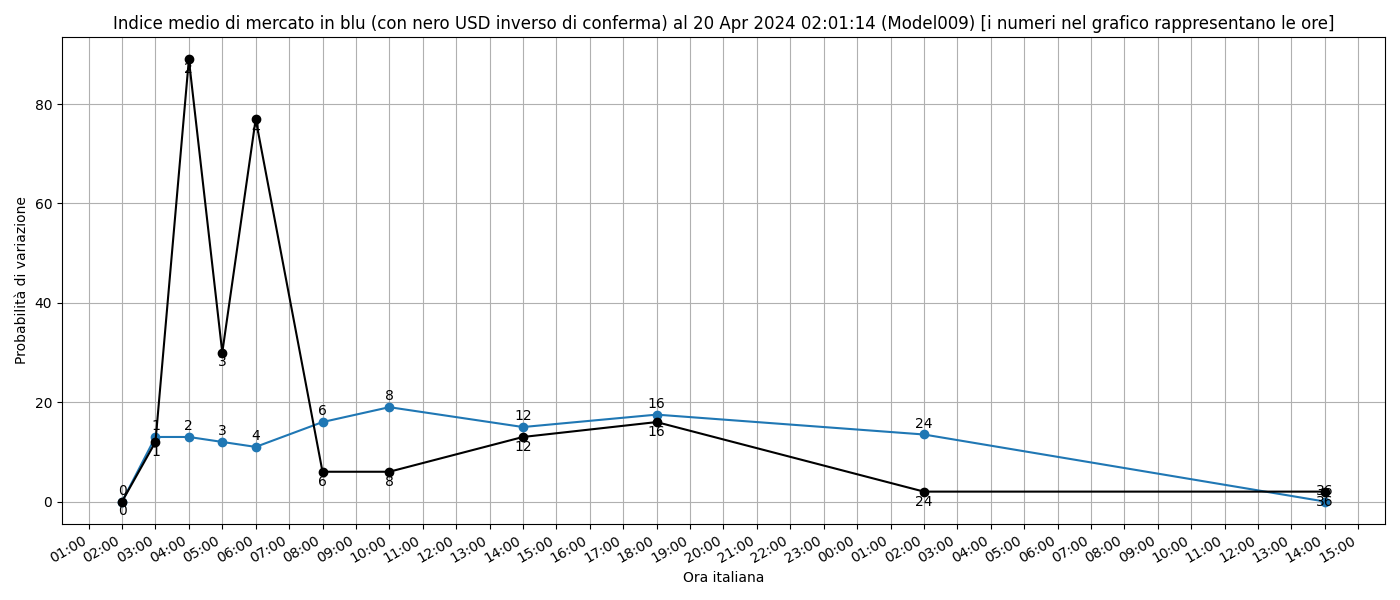 Indice medio di mercato in blu (con nero USD inverso di conferma) al 20 Apr 2024 02:01:14 (Model009) [i numeri nel grafico rappresentano le ore]
Probabilità di variazione
80
60
40
20
0
2
4
3
1 2 3 4 6 8 12 16 24 36
0
1 6 8 12 16 24 36
0
01:00 02:00 03:00 04:00 05:00 06:00 07:00 08:00 09:00 10:00 11:00 12:00 13:00 14:00 15:00 16:00 17:00 18:00 19:00 20:00 21:00 22:00 23:00 00:00 01:00 02:00 03:00 04:00 05:00 06:00 07:00 08:00 09:00 10:00 11:00 12:00 13:00 14:00 15:00
Ora italiana